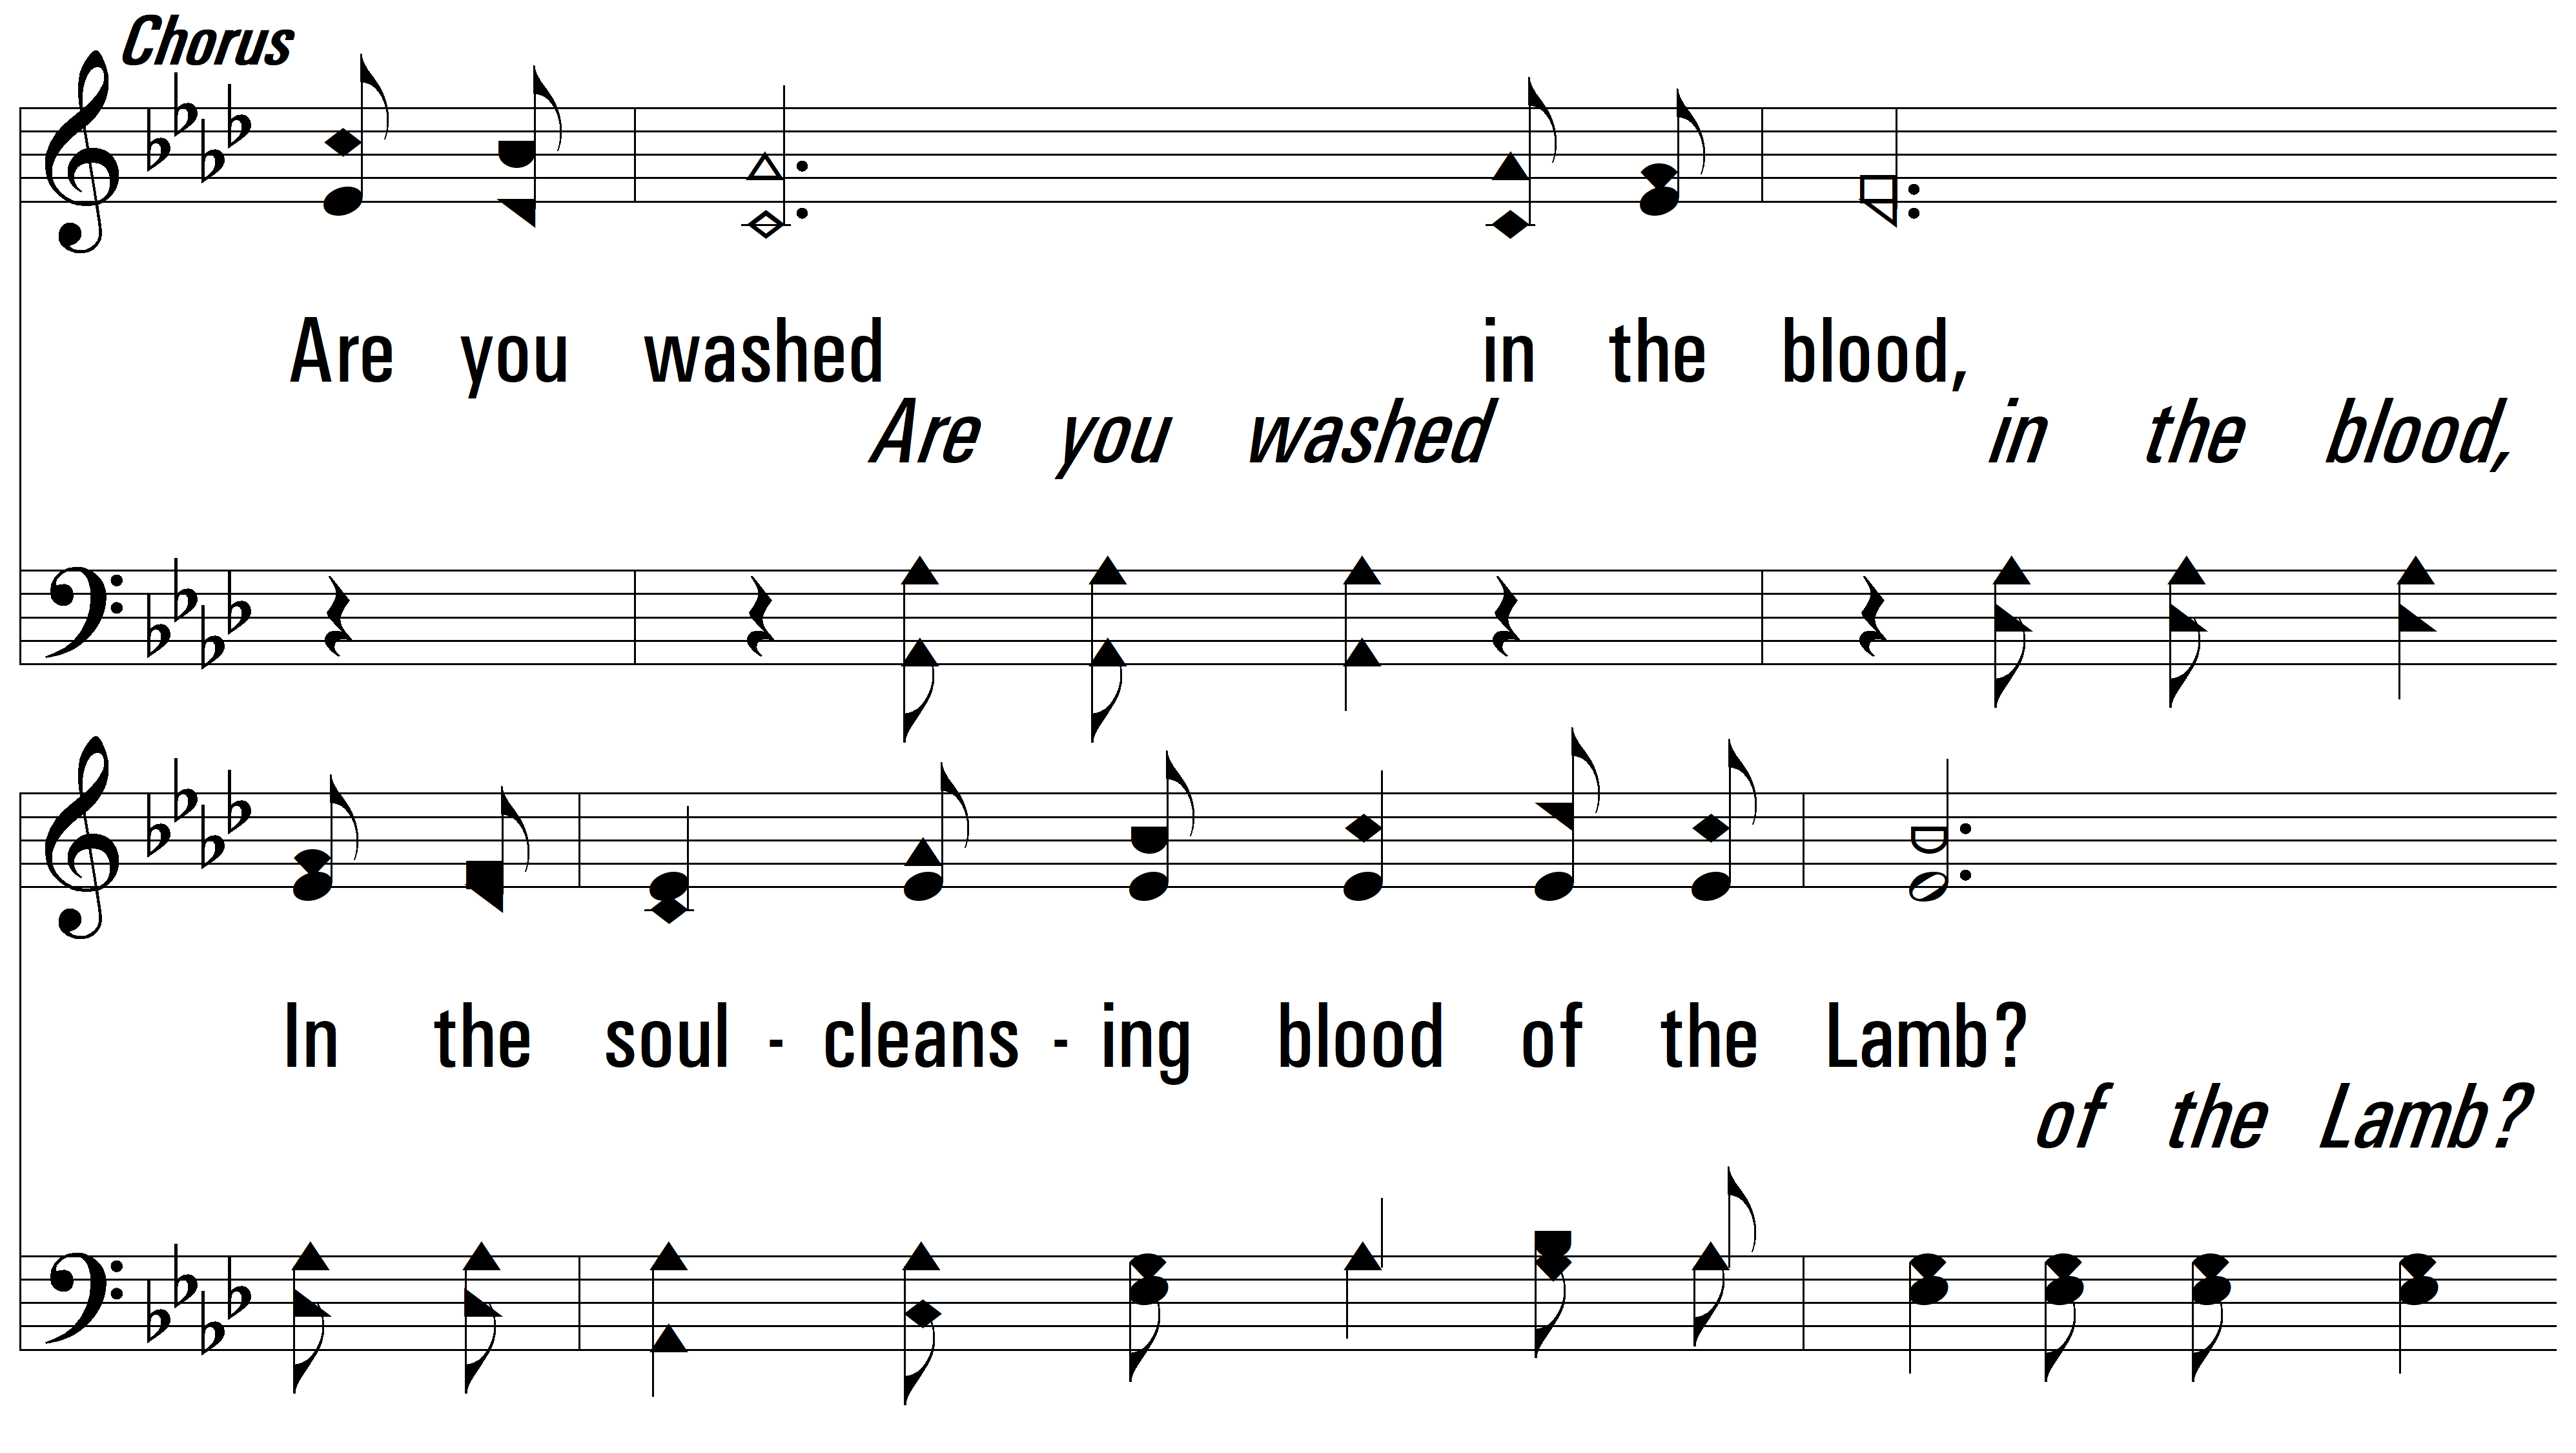 Chorus
Are you washed in the blood,
Are you washed in the blood,
In the soul - cleans - ing blood of the Lamb?
of the Lamb?